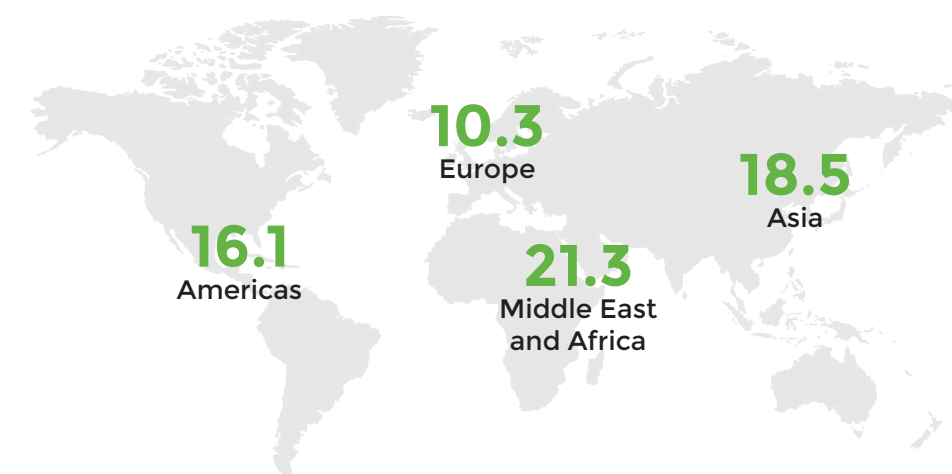 10.3
Europe
18.5
Asia
16.1
Americas
21.3
Middle East
and Africa